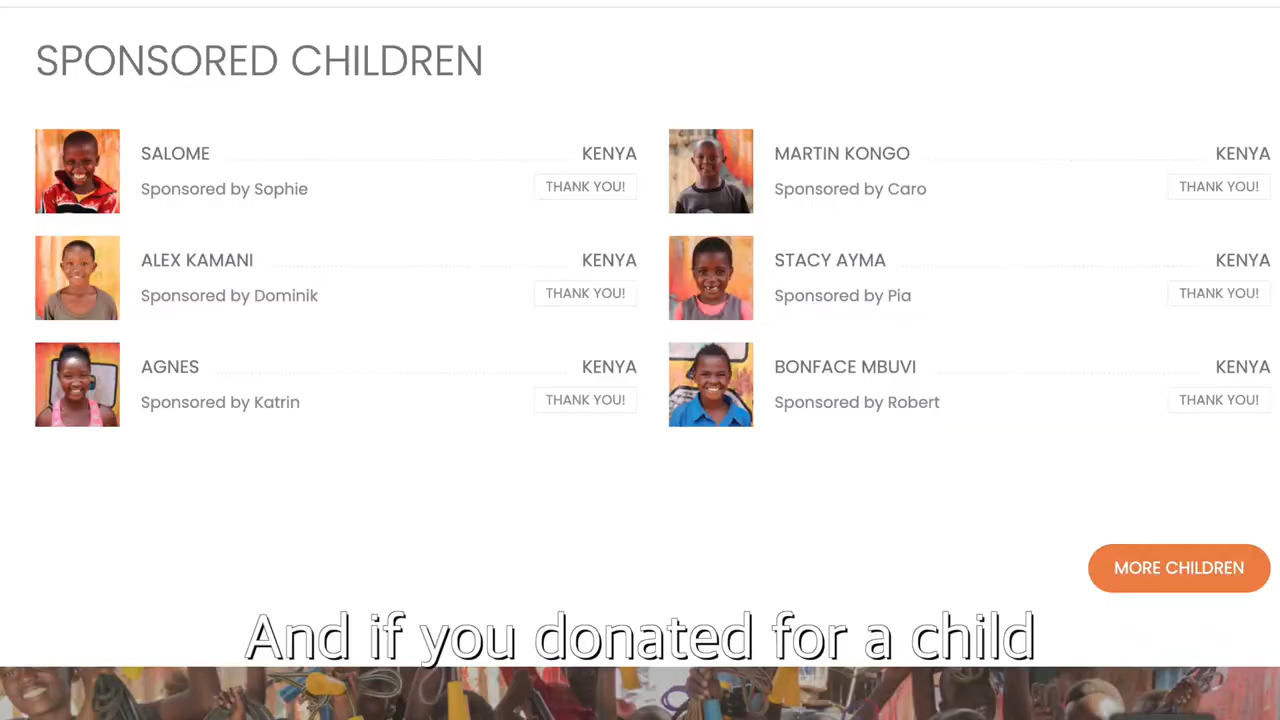 SPONSORED CHILDREN
SALOME KENYA
Sponsored by Sophie THANK YOU!
ALEX KAMANI KENYA
Sponsored by Dominik THANK YOU!
AGNES KENYA
Sponsored by Katrin THANK YOU!
MARTIN KONGO KENYA
Sponsored by Caro THANK YOU!
STACY AYMA KENYA
Sponsored by Pia THANK YOU!
BONFACE MBUVI KENYA
Sponsored by Robert THANK YOU!
MORE CHILDREN
And if you donated for a child